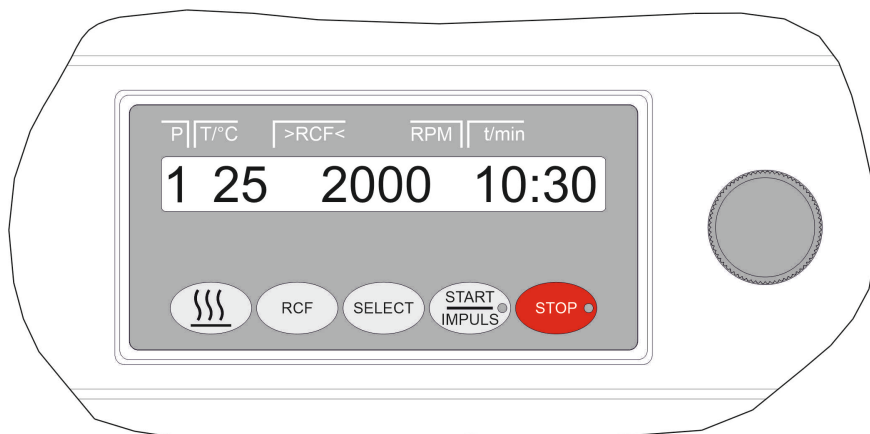 P T/°C >RCF< RPM t/min
1 25 2000 10:30
RCF SELECT START IMPULS STOP